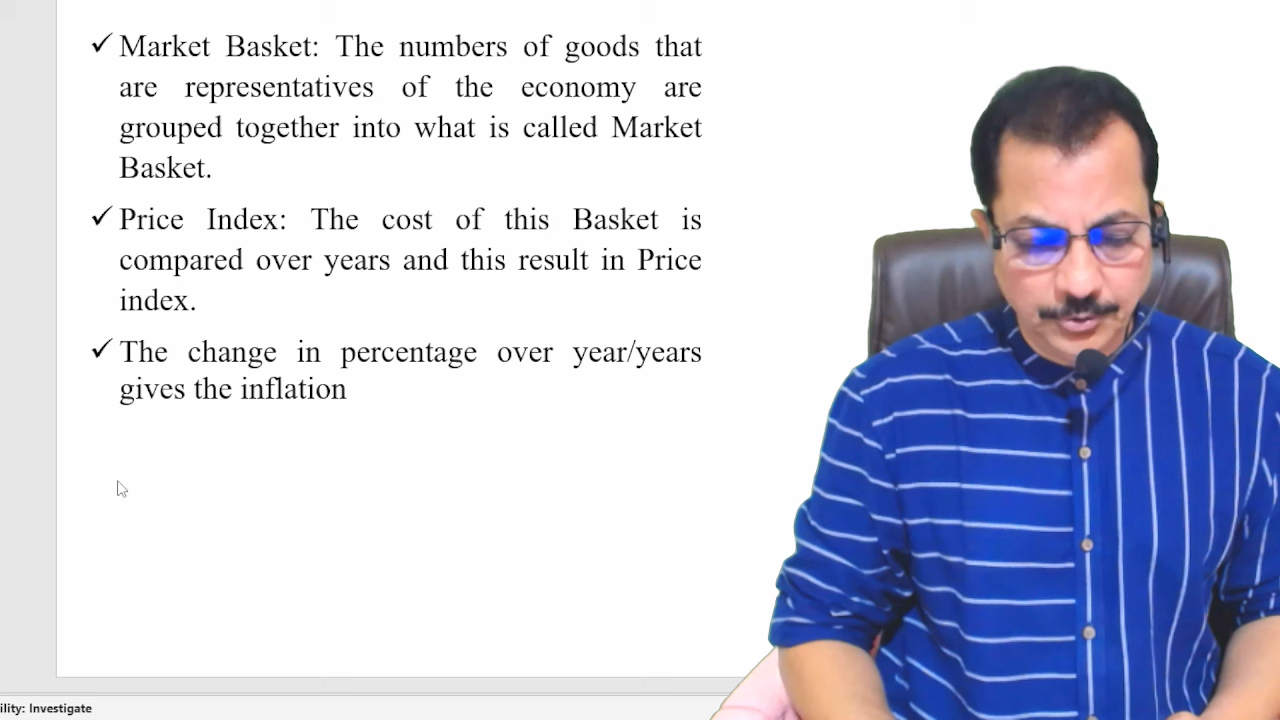 ✓ Market Basket: The numbers of goods that
are representatives of the economy are
grouped together into what is called Market
Basket.
✓ Price Index: The cost of this Basket is
compared over years and this result in Price
index.
✓ The change in percentage over year/years
gives the inflation
ility: Investigate